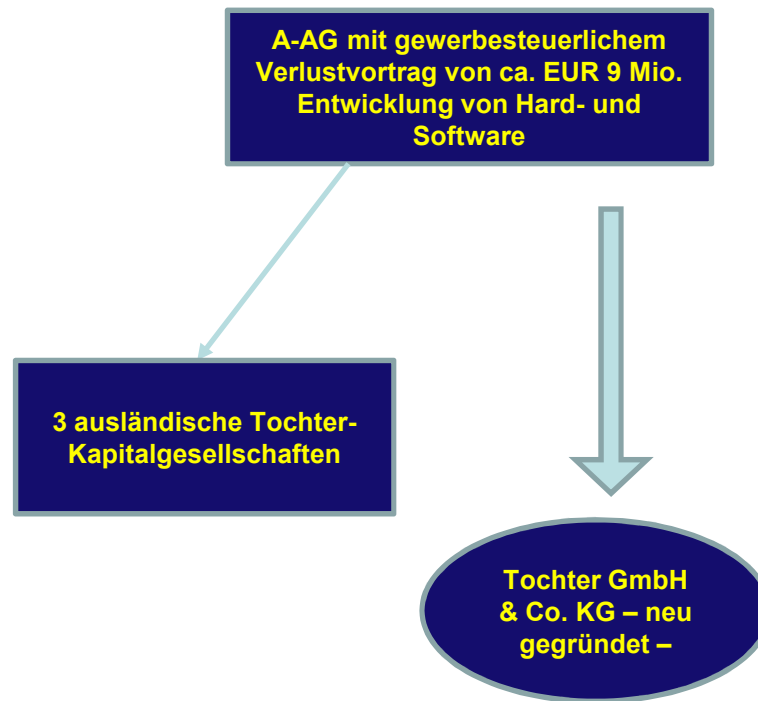 A-AG mit gewerbesteuerlichem
Verlustvortrag von ca. EUR 9 Mio.
Entwicklung von Hard- und
Software
3 ausländische Tochter-
Kapitalgesellschaften
Tochter GmbH
& Co. KG – neu
gegründet –